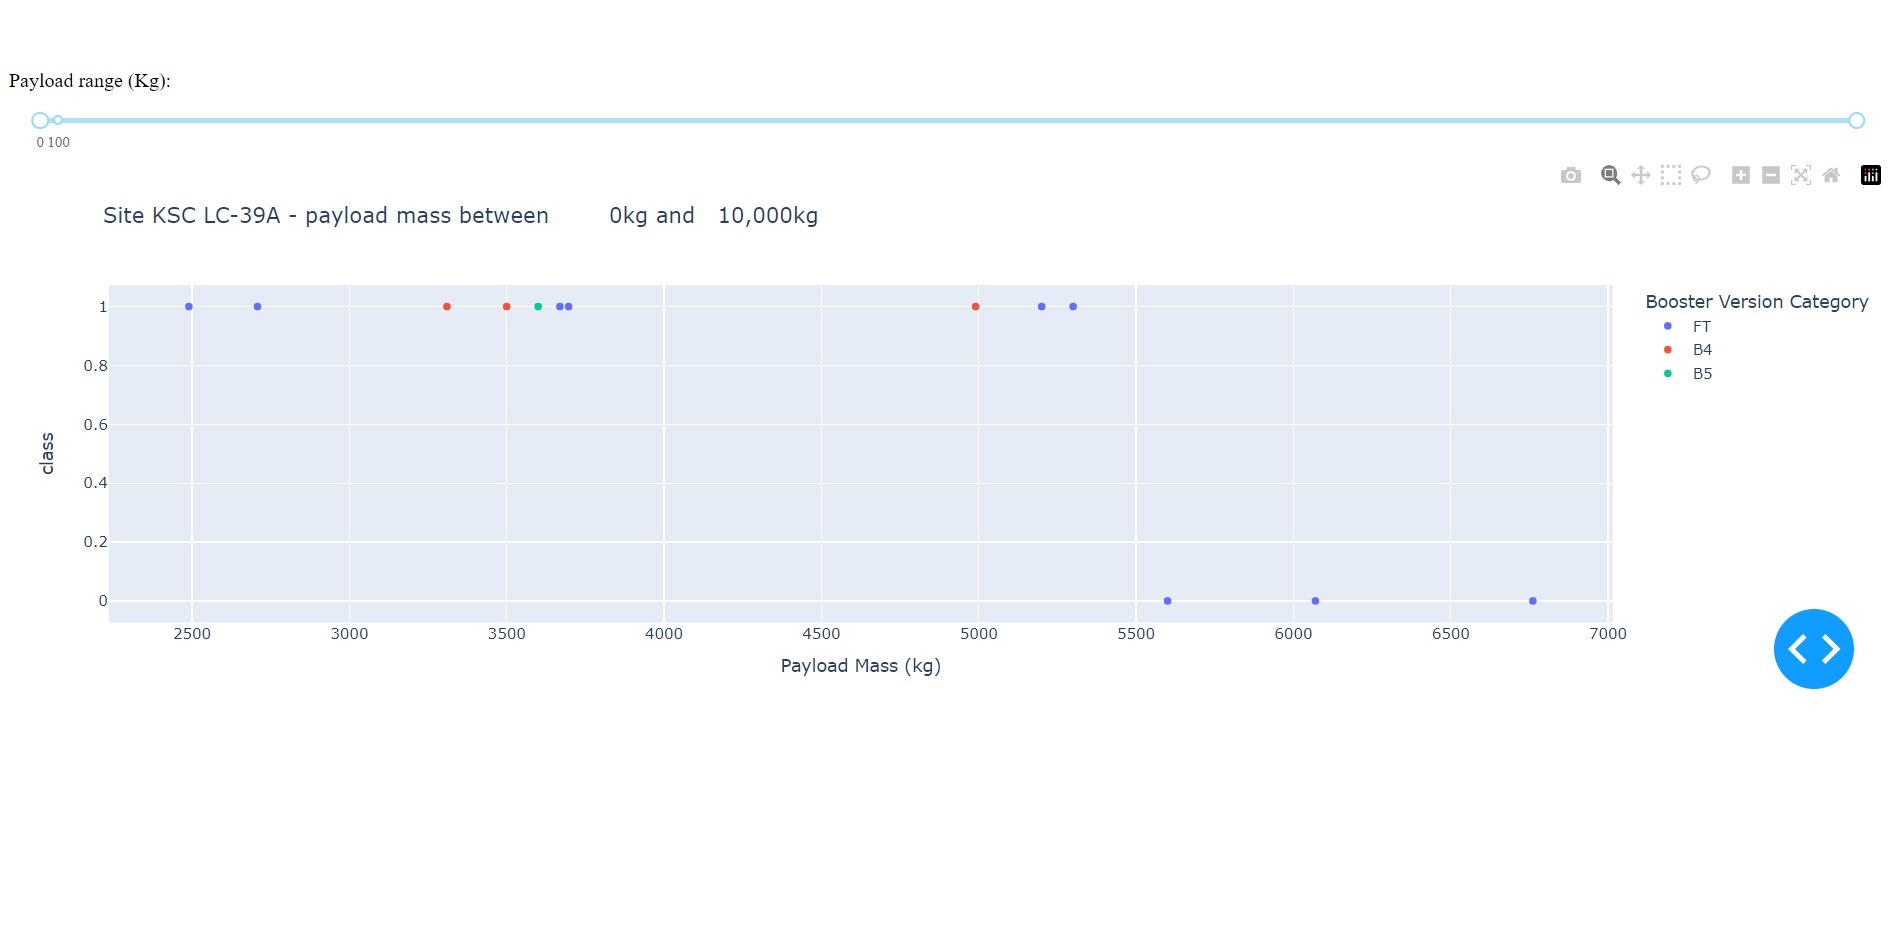 Payload range (Kg):
0 100
Site KSC LC-39A - payload mass between 0kg and 10,000kg
1
0.8
0.6
0.4
0.2
0
class
2500 3000 3500 4000 4500 5000 5500 6000 6500 7000
Payload Mass (kg)
Booster Version Category
FT
B4
B5